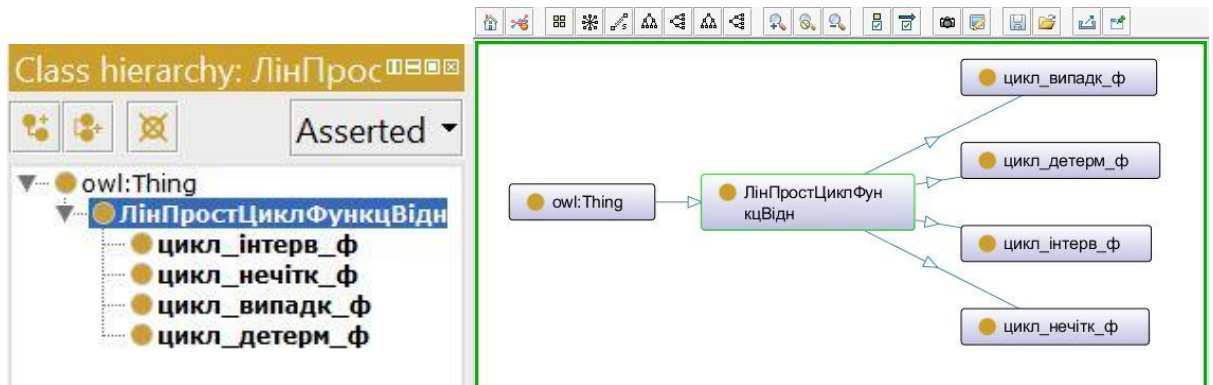 Class hierarchy: ЛінПрос
Asserted
owl:Thing
ЛінПростЦиклФункцВідн
цикл_інтерв_ф
цикл_нечітк_ф
цикл_випадк_ф
цикл_детерм_ф
цикл_випадк_ф
цикл_детерм_ф
owl:Thing
ЛінПростЦиклФун
кцВідн
цикл_інтерв_ф
цикл_нечітк_ф